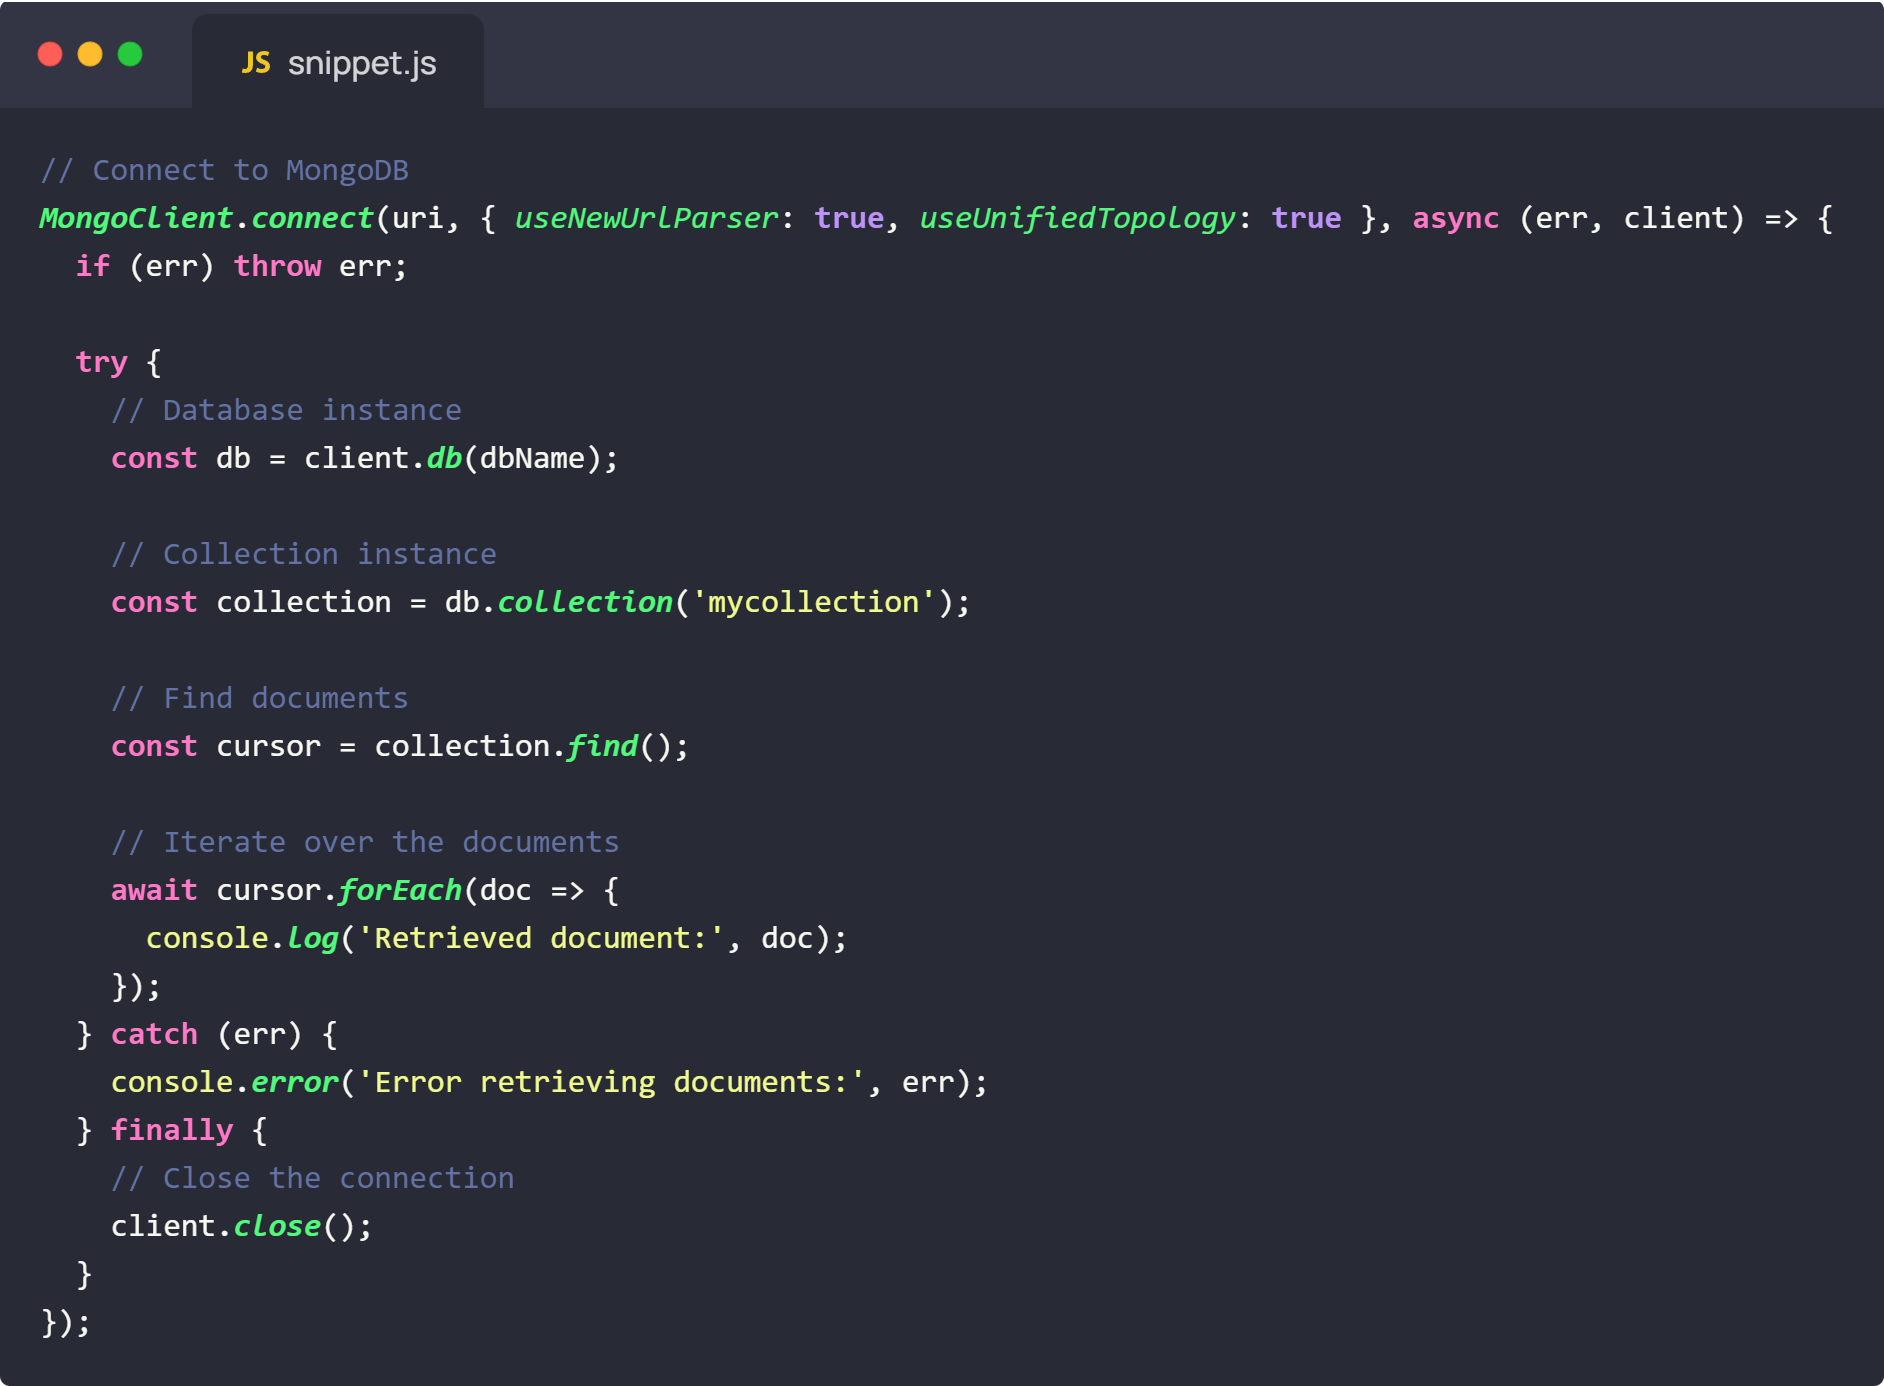 JS snippet.js
// Connect to MongoDB
MongoClient.connect(uri, { useNewUrlParser: true, useUnifiedTopology: true }, async (err, client) => {
  if (err) throw err;

  try {
    // Database instance
    const db = client.db(dbName);

    // Collection instance
    const collection = db.collection('mycollection');

    // Find documents
    const cursor = collection.find();

    // Iterate over the documents
    await cursor.forEach(doc => {
      console.log('Retrieved document:', doc);
    });
  } catch (err) {
    console.error('Error retrieving documents:', err);
  } finally {
    // Close the connection
    client.close();
  }
});